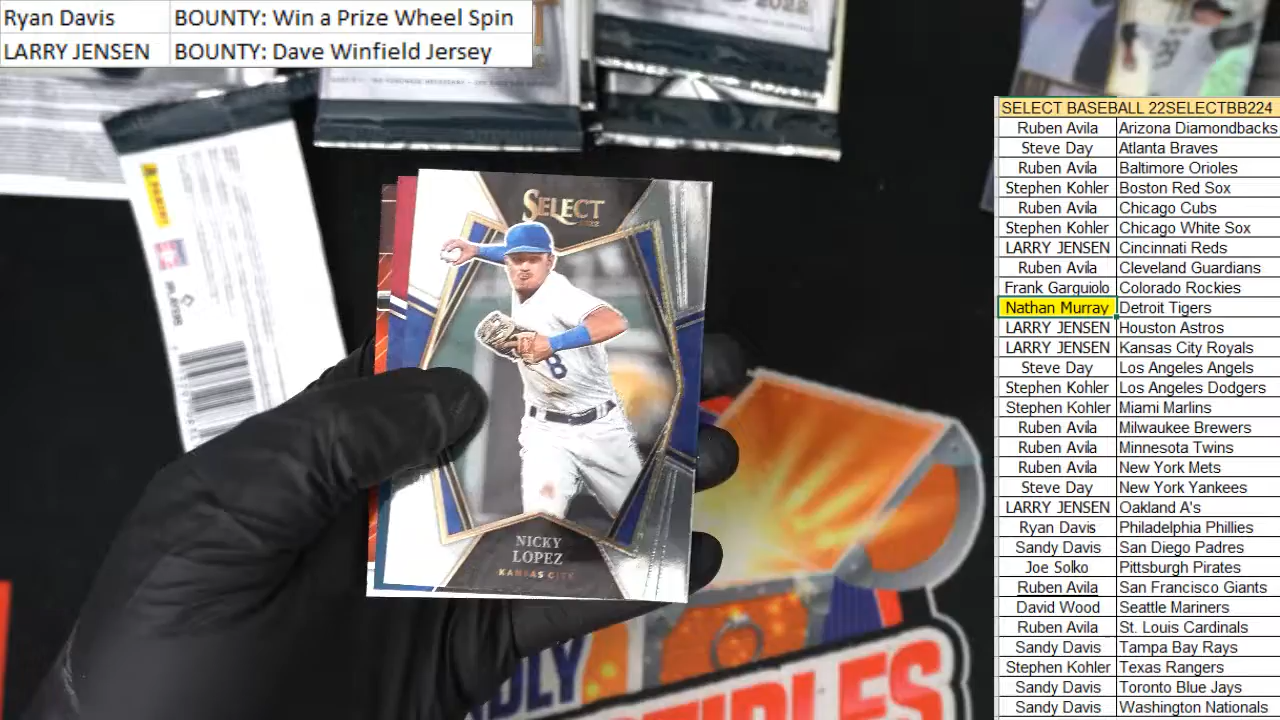 Ryan Davis BOUNTY: Win a Prize Wheel Spin
LARRY JENSEN BOUNTY: Dave Winfield Jersey
2022
PANINI
SELECT
2022
8
NICKY
LOPEZ
KANSAS CITY
SELECT BASEBALL 22SELECTBB224
Ruben Avila Arizona Diamondbacks
Steve Day Atlanta Braves
Ruben Avila Baltimore Orioles
Stephen Kohler Boston Red Sox
Ruben Avila Chicago Cubs
Stephen Kohler Chicago White Sox
LARRY JENSEN Cincinnati Reds
Ruben Avila Cleveland Guardians
Frank Garguiolo Colorado Rockies
Nathan Murray Detroit Tigers
LARRY JENSEN Houston Astros
LARRY JENSEN Kansas City Royals
Steve Day Los Angeles Angels
Stephen Kohler Los Angeles Dodgers
Stephen Kohler Miami Marlins
Ruben Avila Milwaukee Brewers
Ruben Avila Minnesota Twins
Ruben Avila New York Mets
Steve Day New York Yankees
LARRY JENSEN Oakland A's
Ryan Davis Philadelphia Phillies
Sandy Davis San Diego Padres
Joe Solko Pittsburgh Pirates
Ruben Avila San Francisco Giants
David Wood Seattle Mariners
Ruben Avila St. Louis Cardinals
Sandy Davis Tampa Bay Rays
Stephen Kohler Texas Rangers
Sandy Davis Toronto Blue Jays
Sandy Davis Washington Nationals